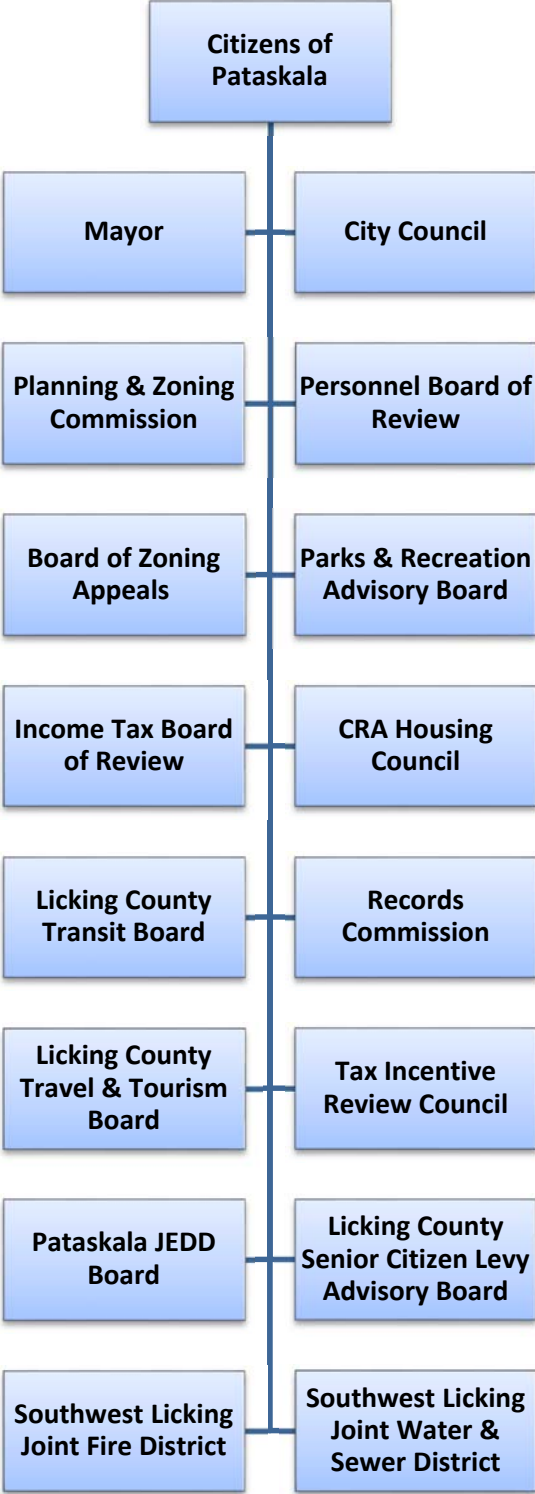 Citizens of
Pataskala
Mayor
City Council
Planning & Zoning
Commission
Personnel Board of
Review
Board of Zoning
Appeals
Parks & Recreation
Advisory Board
Income Tax Board
of Review
CRA Housing
Council
Licking County
Transit Board
Records
Commission
Licking County
Travel & Tourism
Board
Tax Incentive
Review Council
Pataskala JEDD
Board
Licking County
Senior Citizen Levy
Advisory Board
Southwest Licking
Joint Fire District
Southwest Licking
Joint Water &
Sewer District